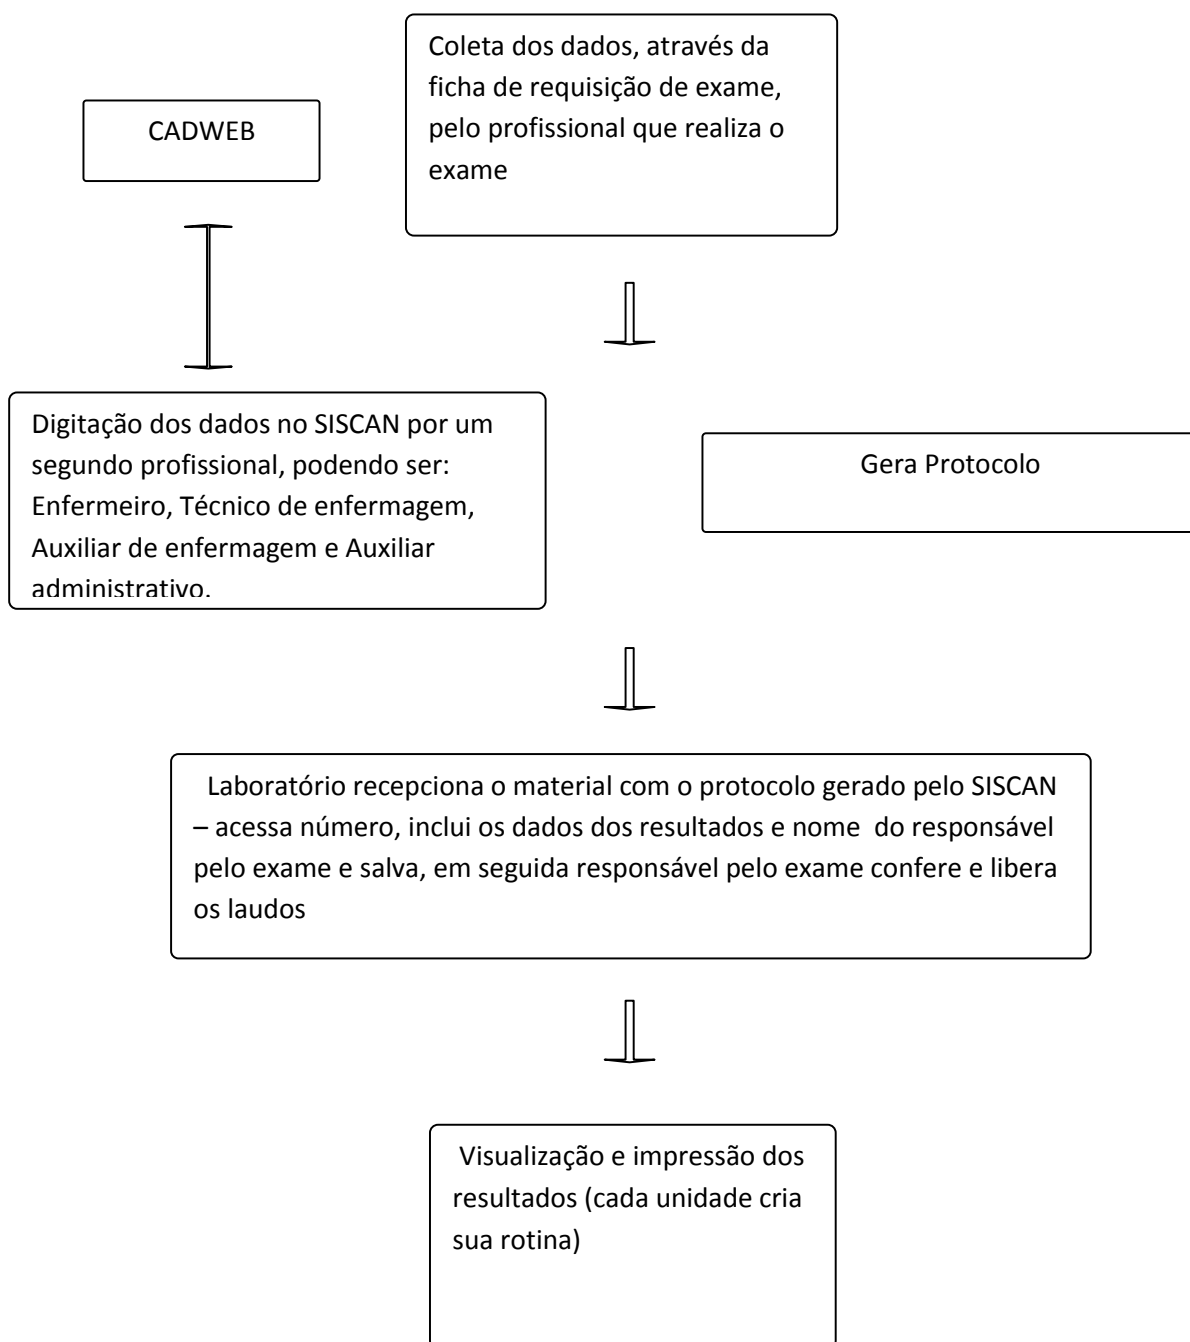 CADWEB
Coleta dos dados, através da
ficha de requisição de exame,
pelo profissional que realiza o
exame
Digitação dos dados no SISCAN por um
segundo profissional, podendo ser:
Enfermeiro, Técnico de enfermagem,
Auxiliar de enfermagem e Auxiliar
administrativo.
Gera Protocolo
Laboratório recepciona o material com o protocolo gerado pelo SISCAN
– acessa número, inclui os dados dos resultados e nome do responsável
pelo exame e salva, em seguida responsável pelo exame confere e libera
os laudos
Visualização e impressão dos
resultados (cada unidade cria
sua rotina)